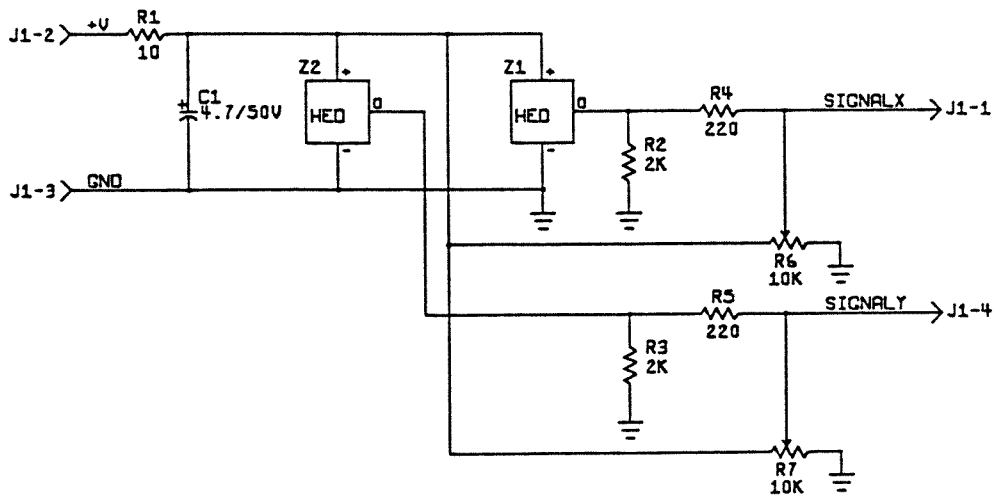 J1-2
+V
R1
10
C1
+
4.7/50V
Z2
+
HED
O
-
Z1
+
HED
O
-
R4
220
SIGNALX
J1-1
R2
2K
J1-3
GND
R6
10K
R5
220
SIGNALY
J1-4
R3
2K
R7
10K